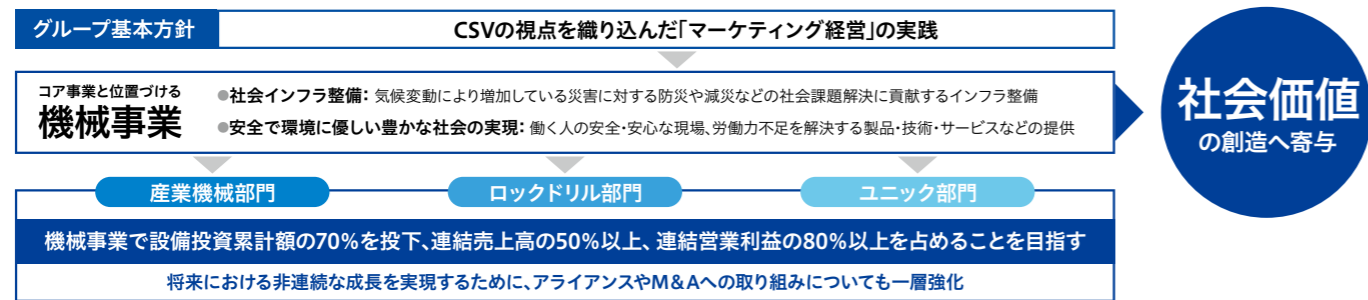 グループ基本方針
CSVの視点を織り込んだ「マーケティング経営」の実践
コア事業と位置づける
機械事業
●社会インフラ整備：気候変動により増加している災害に対する防災や減災などの社会課題解決に貢献するインフラ整備
●安全で環境に優しい豊かな社会の実現：働く人の安全・安心な現場、労働力不足を解決する製品・技術・サービスなどの提供
社会価値
の創造へ寄与
産業機械部門
ロックドリル部門
ユニック部門
機械事業で設備投資累計額の70％を投下、連結売上高の50％以上、連結営業利益の80％以上を占めることを目指す
将来における非連続な成長を実現するために、アライアンスやM＆Aへの取り組みについても一層強化